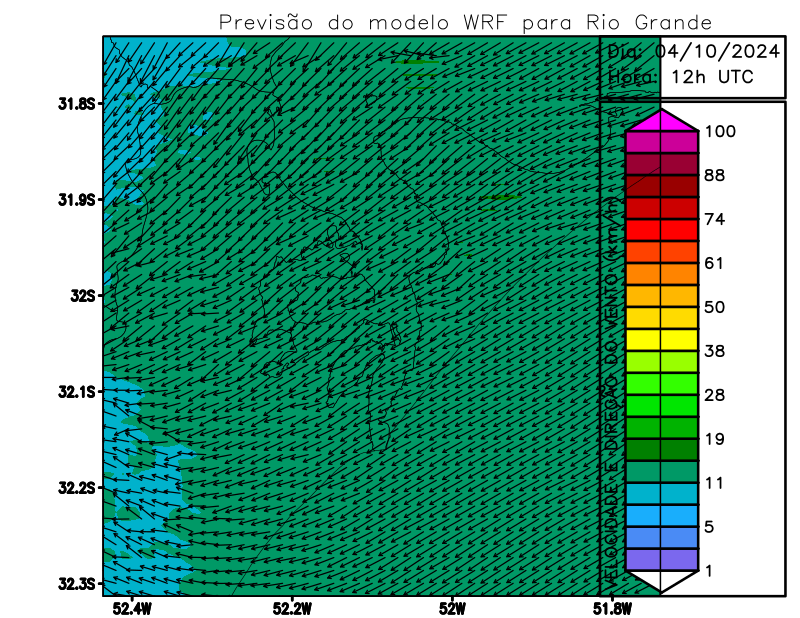 Previsão do modelo WRF para Rio Grande
Dia: 04/10/2024
Hora: 12h UTC
31.8S
31.9S
32S
32.1S
32.2S
32.3S
52.4W
52.2W
52W
51.8W
VELOCIDADE E DIREÇÃO DO VENTO (km/h)
100
88
74
61
50
38
28
19
11
5
1